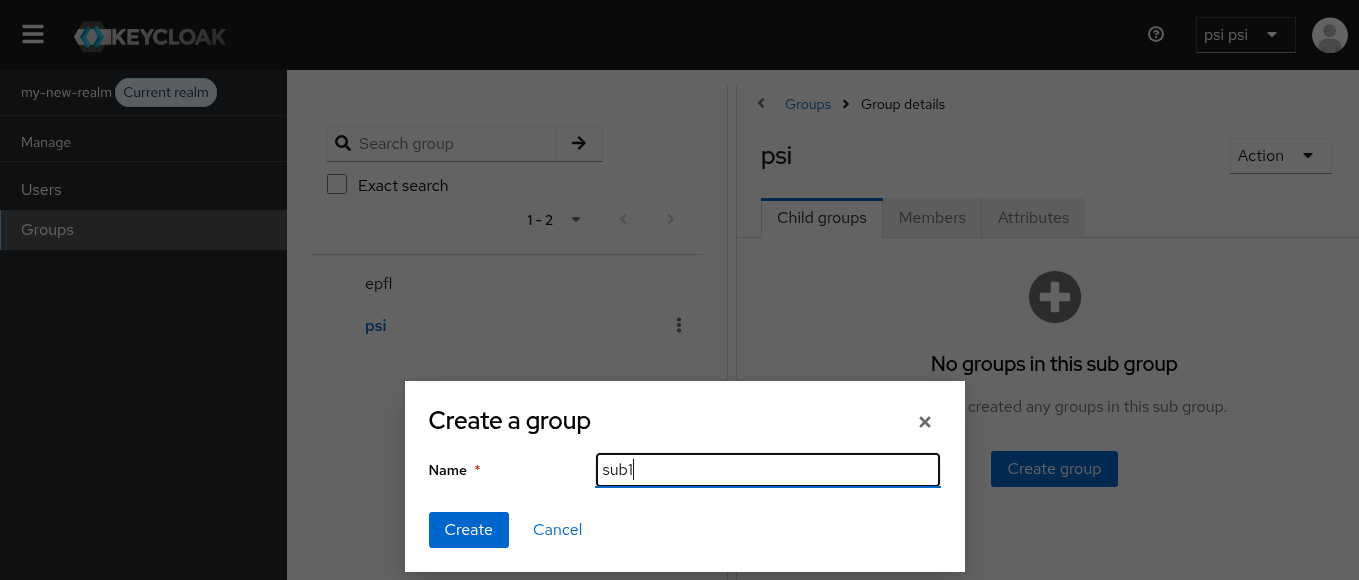 KEYCLOAK
psi psi
my-new-realm Current realm
Manage
Users
Groups
Search group
Exact search
1 - 2
epfl
psi
Groups Group details
psi
Action
Child groups Members Attributes
No groups in this sub group
created any groups in this sub group.
Create group
Create a group
Name *
sub1
Create Cancel